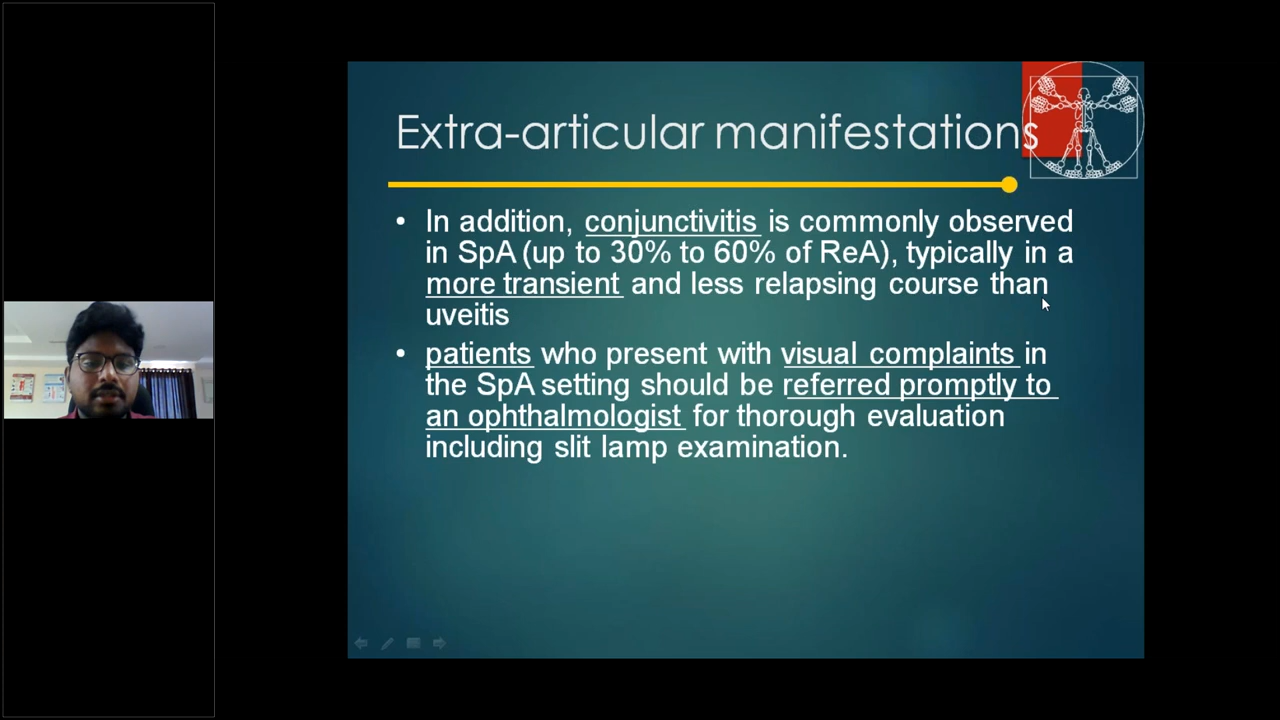 Extra-articular manifestations
• In addition, conjunctivitis is commonly observed
in SpA (up to 30% to 60% of ReA), typically in a
more transient and less relapsing course than
uveitis
• patients who present with visual complaints in
the SpA setting should be referred promptly to
an ophthalmologist for thorough evaluation
including slit lamp examination.